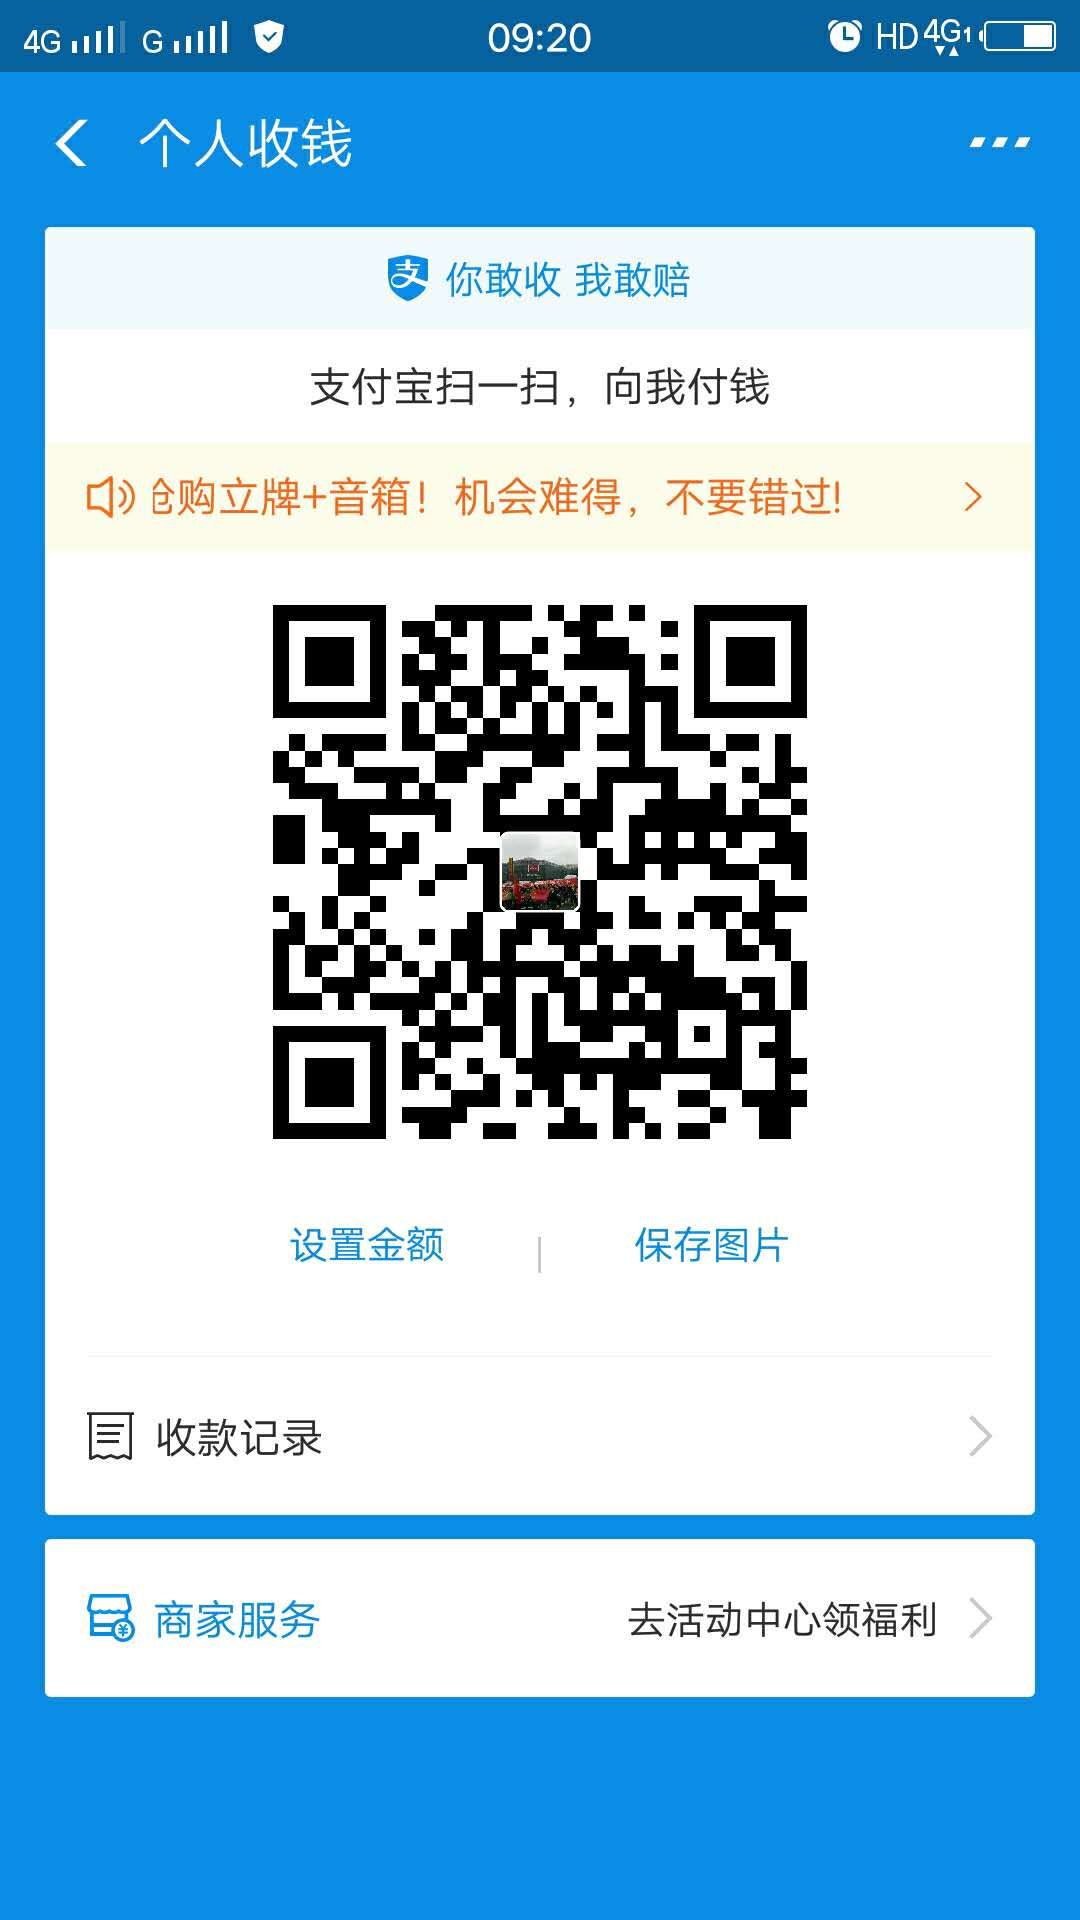 4G G 09:20 HD 4G1
个人收钱
支 你敢收 我敢赔
支付宝扫一扫，向我付钱
购立牌+音箱！机会难得，不要错过!
设置金额 | 保存图片
收款记录
商家服务 去活动中心领福利